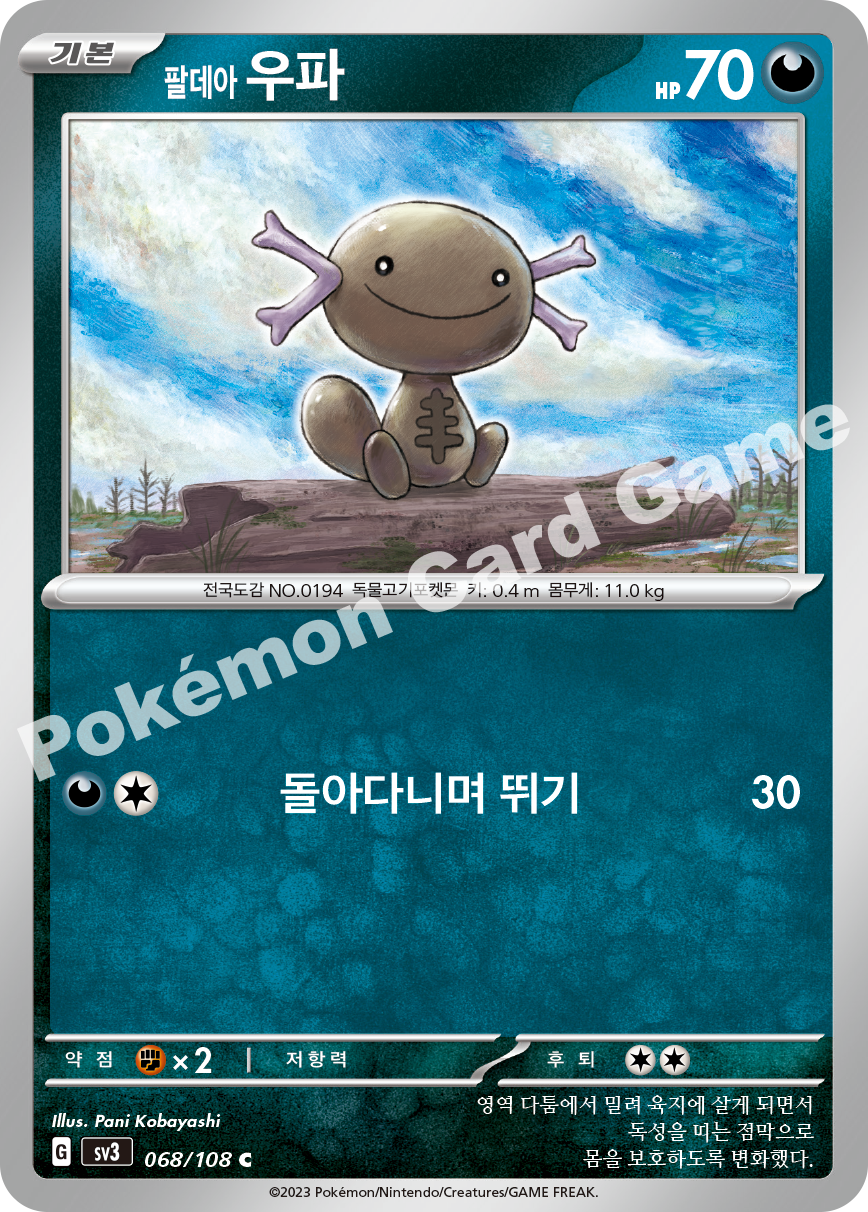 기본
팔데아 우파
HP 70
전국도감 NO.0194 독물고기포켓몬 키: 0.4 m 몸무게: 11.0 kg
Pokémon Card Game
돌아다니며 뛰기 30
약점 ×2 저항력 후퇴
영역 다툼에서 밀려 육지에 살게 되면서
독성을 띠는 점막으로
몸을 보호하도록 변화했다.
Illus. Pani Kobayashi
G sv3 068/108 C
©2023 Pokémon/Nintendo/Creatures/GAME FREAK.